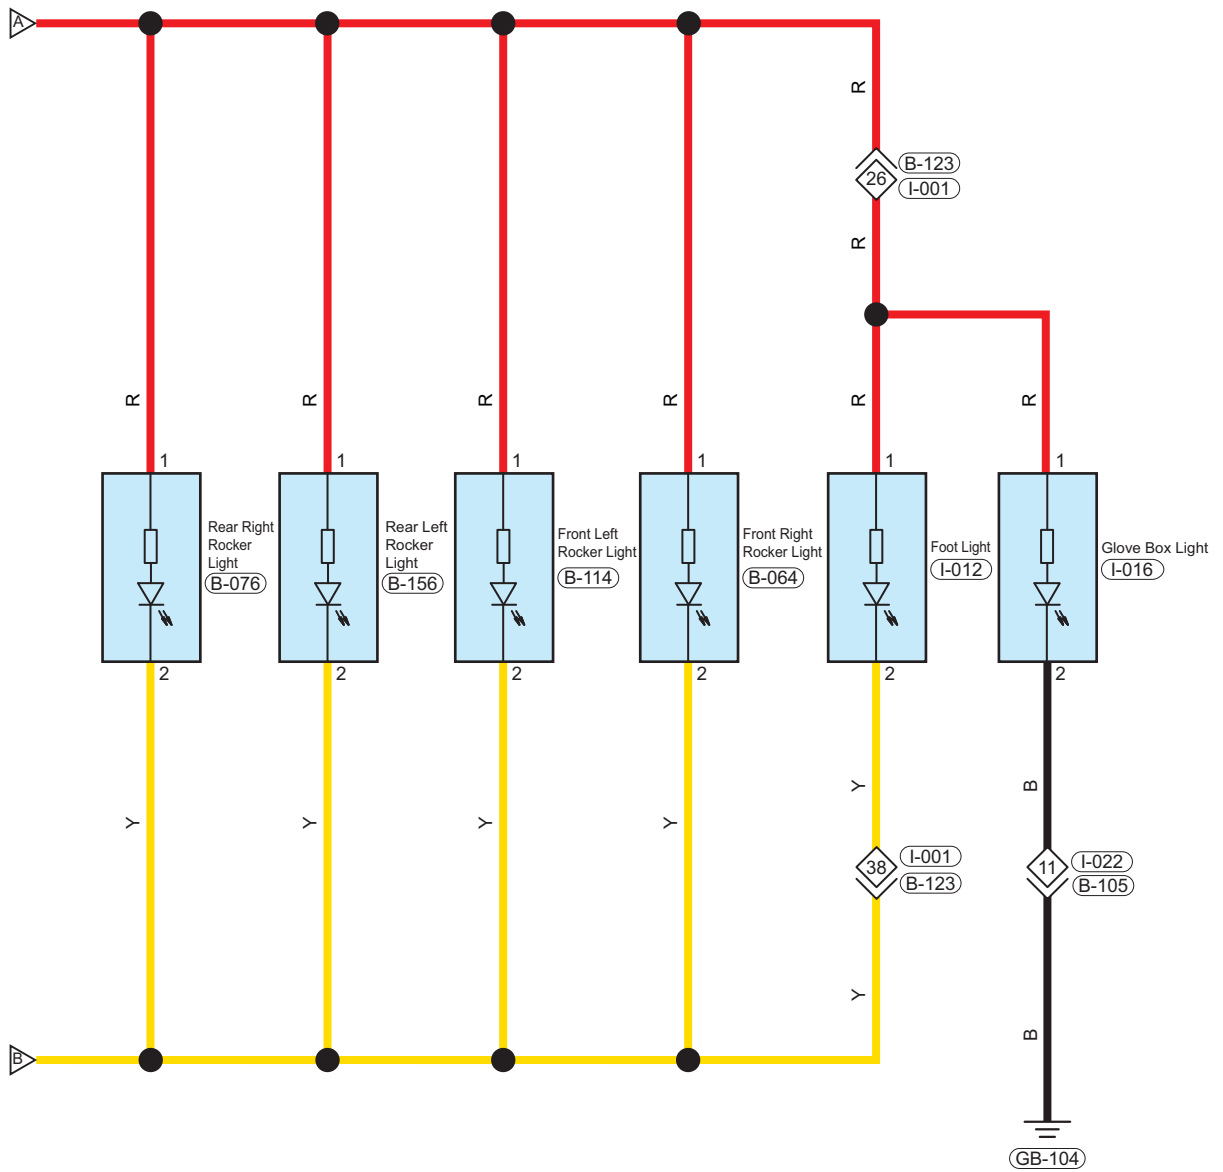 A
R
B-123
26
I-001
R
R
R
R
R
R
R
1
1
1
1
1
1
Rear Right
Rocker
Light
B-076
Rear Left
Rocker
Light
B-156
Front Left
Rocker Light
B-114
Front Right
Rocker Light
B-064
Foot Light
I-012
Glove Box Light
I-016
2
2
2
2
2
2
Y
B
Y
Y
Y
Y
38
I-001
B-123
11
I-022
B-105
Y
B
B
GB-104